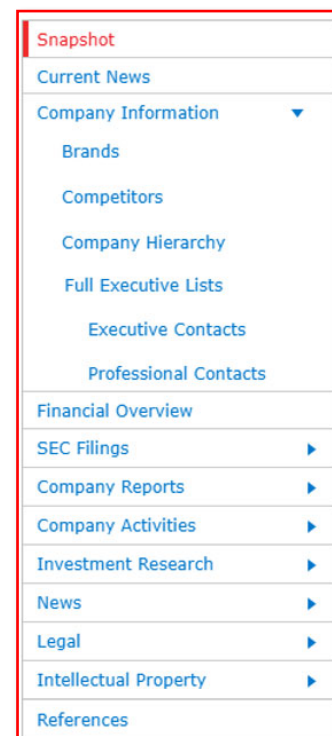 Snapshot
Current News
Company Information
Brands
Competitors
Company Hierarchy
Full Executive Lists
Executive Contacts
Professional Contacts
Financial Overview
SEC Filings
Company Reports
Company Activities
Investment Research
News
Legal
Intellectual Property
References